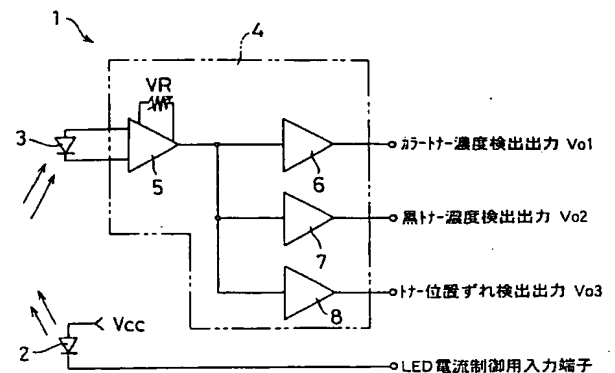 1
4
VR
3
5
6
カラートナー濃度検出出力 Vo1
7
黒トナー濃度検出出力 Vo2
8
トナー位置ずれ検出出力 Vo3
Vcc
2
LED電流制御用入力端子